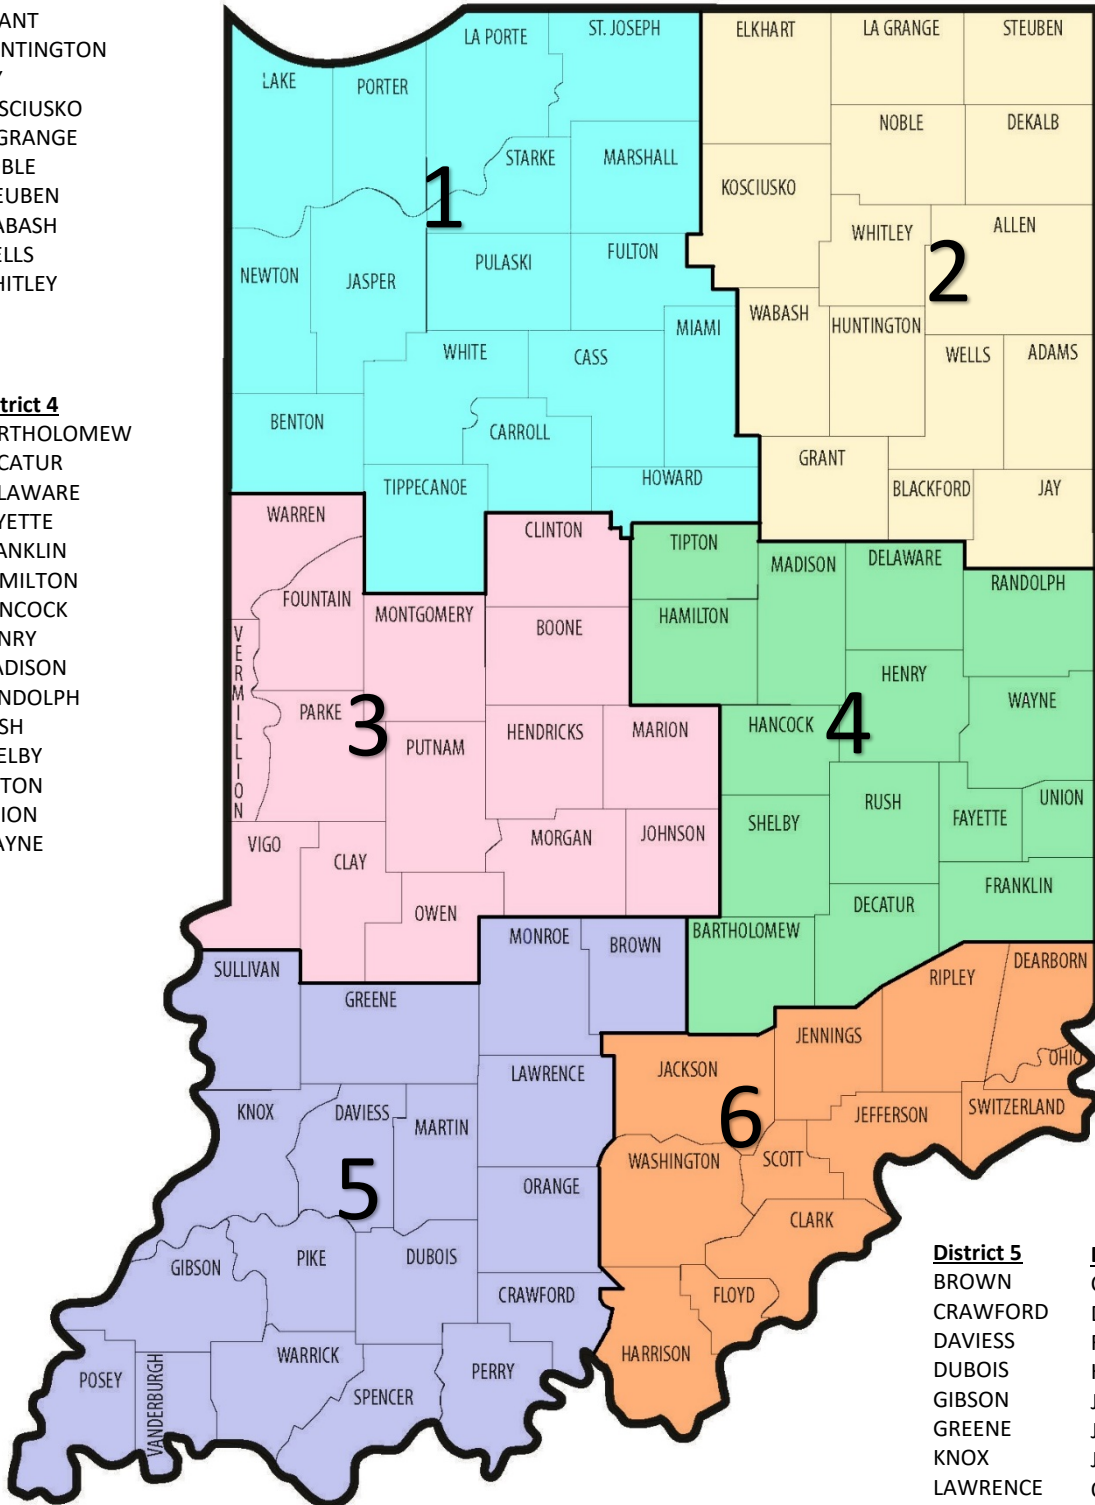 ANT
NTINGTON
Y
SCIUSKO
GRANGE
BLE
EUBEN
ABASH
ELLS
HITLEY
trict 4
RTHOLOMEW
CATUR
LAWARE
YETTE
ANKLIN
MILTON
NCOCK
NRY
ADISON
NDOLPH
SH
ELBY
TON
ION
AYNE
LAKE
PORTER
LA PORTE
ST. JOSEPH
STARKE
MARSHALL
1
NEWTON
JASPER
PULASKI
FULTON
MIAMI
WHITE
CASS
BENTON
CARROLL
TIPPECANOE
HOWARD
ELKHART
LA GRANGE
STEUBEN
NOBLE
DEKALB
KOSCIUSKO
WHITLEY
ALLEN
2
WABASH
HUNTINGTON
WELLS
ADAMS
GRANT
BLACKFORD
JAY
WARREN
CLINTON
FOUNTAIN
MONTGOMERY
BOONE
VERMILLION
PARKE
3
PUTNAM
HENDRICKS
MARION
VIGO
CLAY
MORGAN
JOHNSON
OWEN
TIPTON
MADISON
DELAWARE
RANDOLPH
HAMILTON
HENRY
WAYNE
HANCOCK
4
SHELBY
RUSH
FAYETTE
UNION
DECATUR
FRANKLIN
BARTHOLOMEW
SULLIVAN
GREENE
MONROE
BROWN
LAWRENCE
KNOX
DAVIESS
MARTIN
5
ORANGE
GIBSON
PIKE
DUBOIS
CRAWFORD
POSEY
VANDERBURGH
WARRICK
SPENCER
PERRY
RIPLEY
DEARBORN
JENNINGS
OHIO
JACKSON
6
JEFFERSON
SWITZERLAND
WASHINGTON
SCOTT
CLARK
FLOYD
HARRISON
District 5
BROWN
CRAWFORD
DAVIESS
DUBOIS
GIBSON
GREENE
KNOX
LAWRENCE